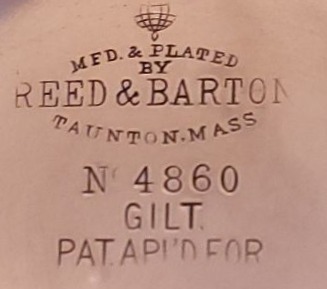 MFD. & PLATED
BY
REED & BARTON
TAUNTON. MASS
No 4860
GILT.
PAT. APL'D FOR